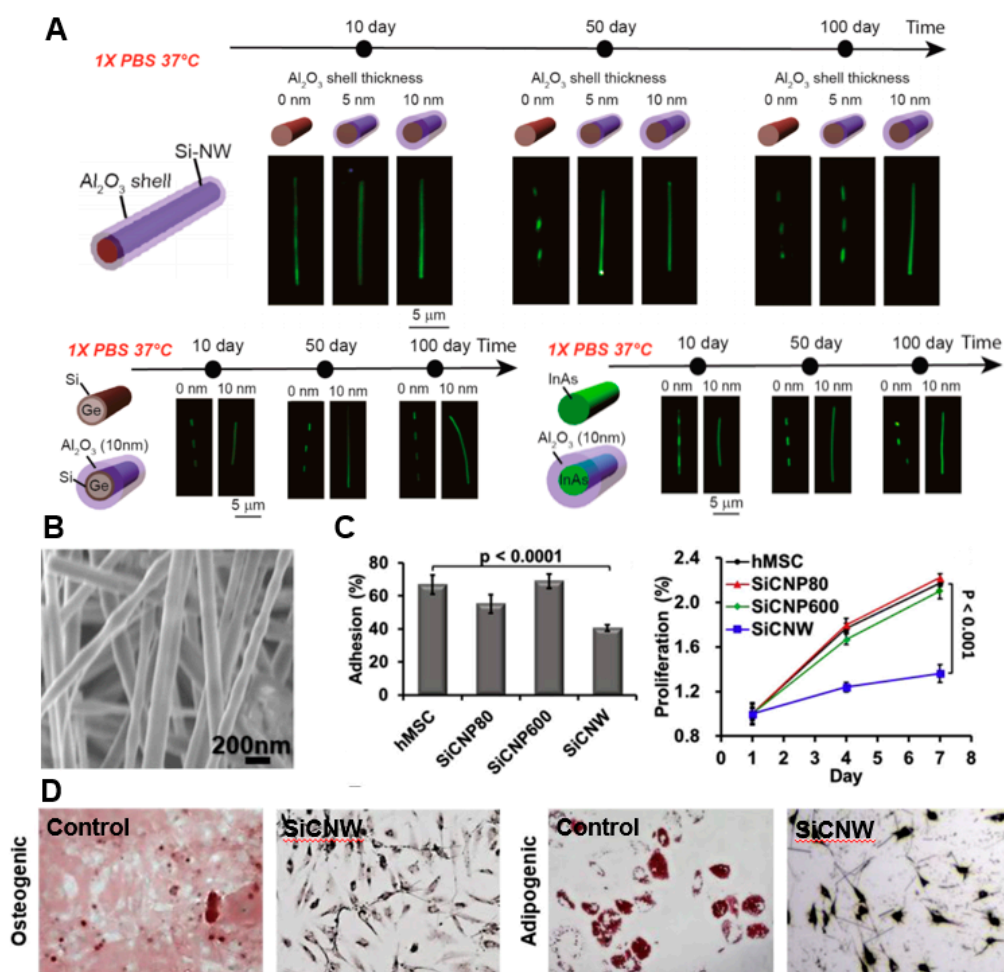 A
10 day 50 day 100 day Time
1X PBS 37°C
Al₂O₃ shell thickness Al₂O₃ shell thickness Al₂O₃ shell thickness
0 nm 5 nm 10 nm 0 nm 5 nm 10 nm 0 nm 5 nm 10 nm
Si-NW
Al₂O₃ shell
5 μm
1X PBS 37°C 10 day 50 day 100 day Time
Si
Ge
0 nm 10 nm 0 nm 10 nm 0 nm 10 nm
Al₂O₃ (10nm)
Si
Ge
5 μm
1X PBS 37°C
10 day 50 day 100 day Time
InAs
0 nm 10 nm 0 nm 10 nm 0 nm 10 nm
Al₂O₃ (10nm)
InAs
5 μm
B
200nm
C
p < 0.0001
Adhesion (%)
80
60
40
20
0
hMSC SiCNP80 SiCNP600 SiCNW
Proliferation (%)
2.4
2.0
1.6
1.2
0.8
hMSC
SiCNP80
SiCNP600
SiCNW
P < 0.001
0 1 2 3 4 5 6 7 8
Day
D
Osteogenic
Control
SiCNW
Adipogenic
Control
SiCNW